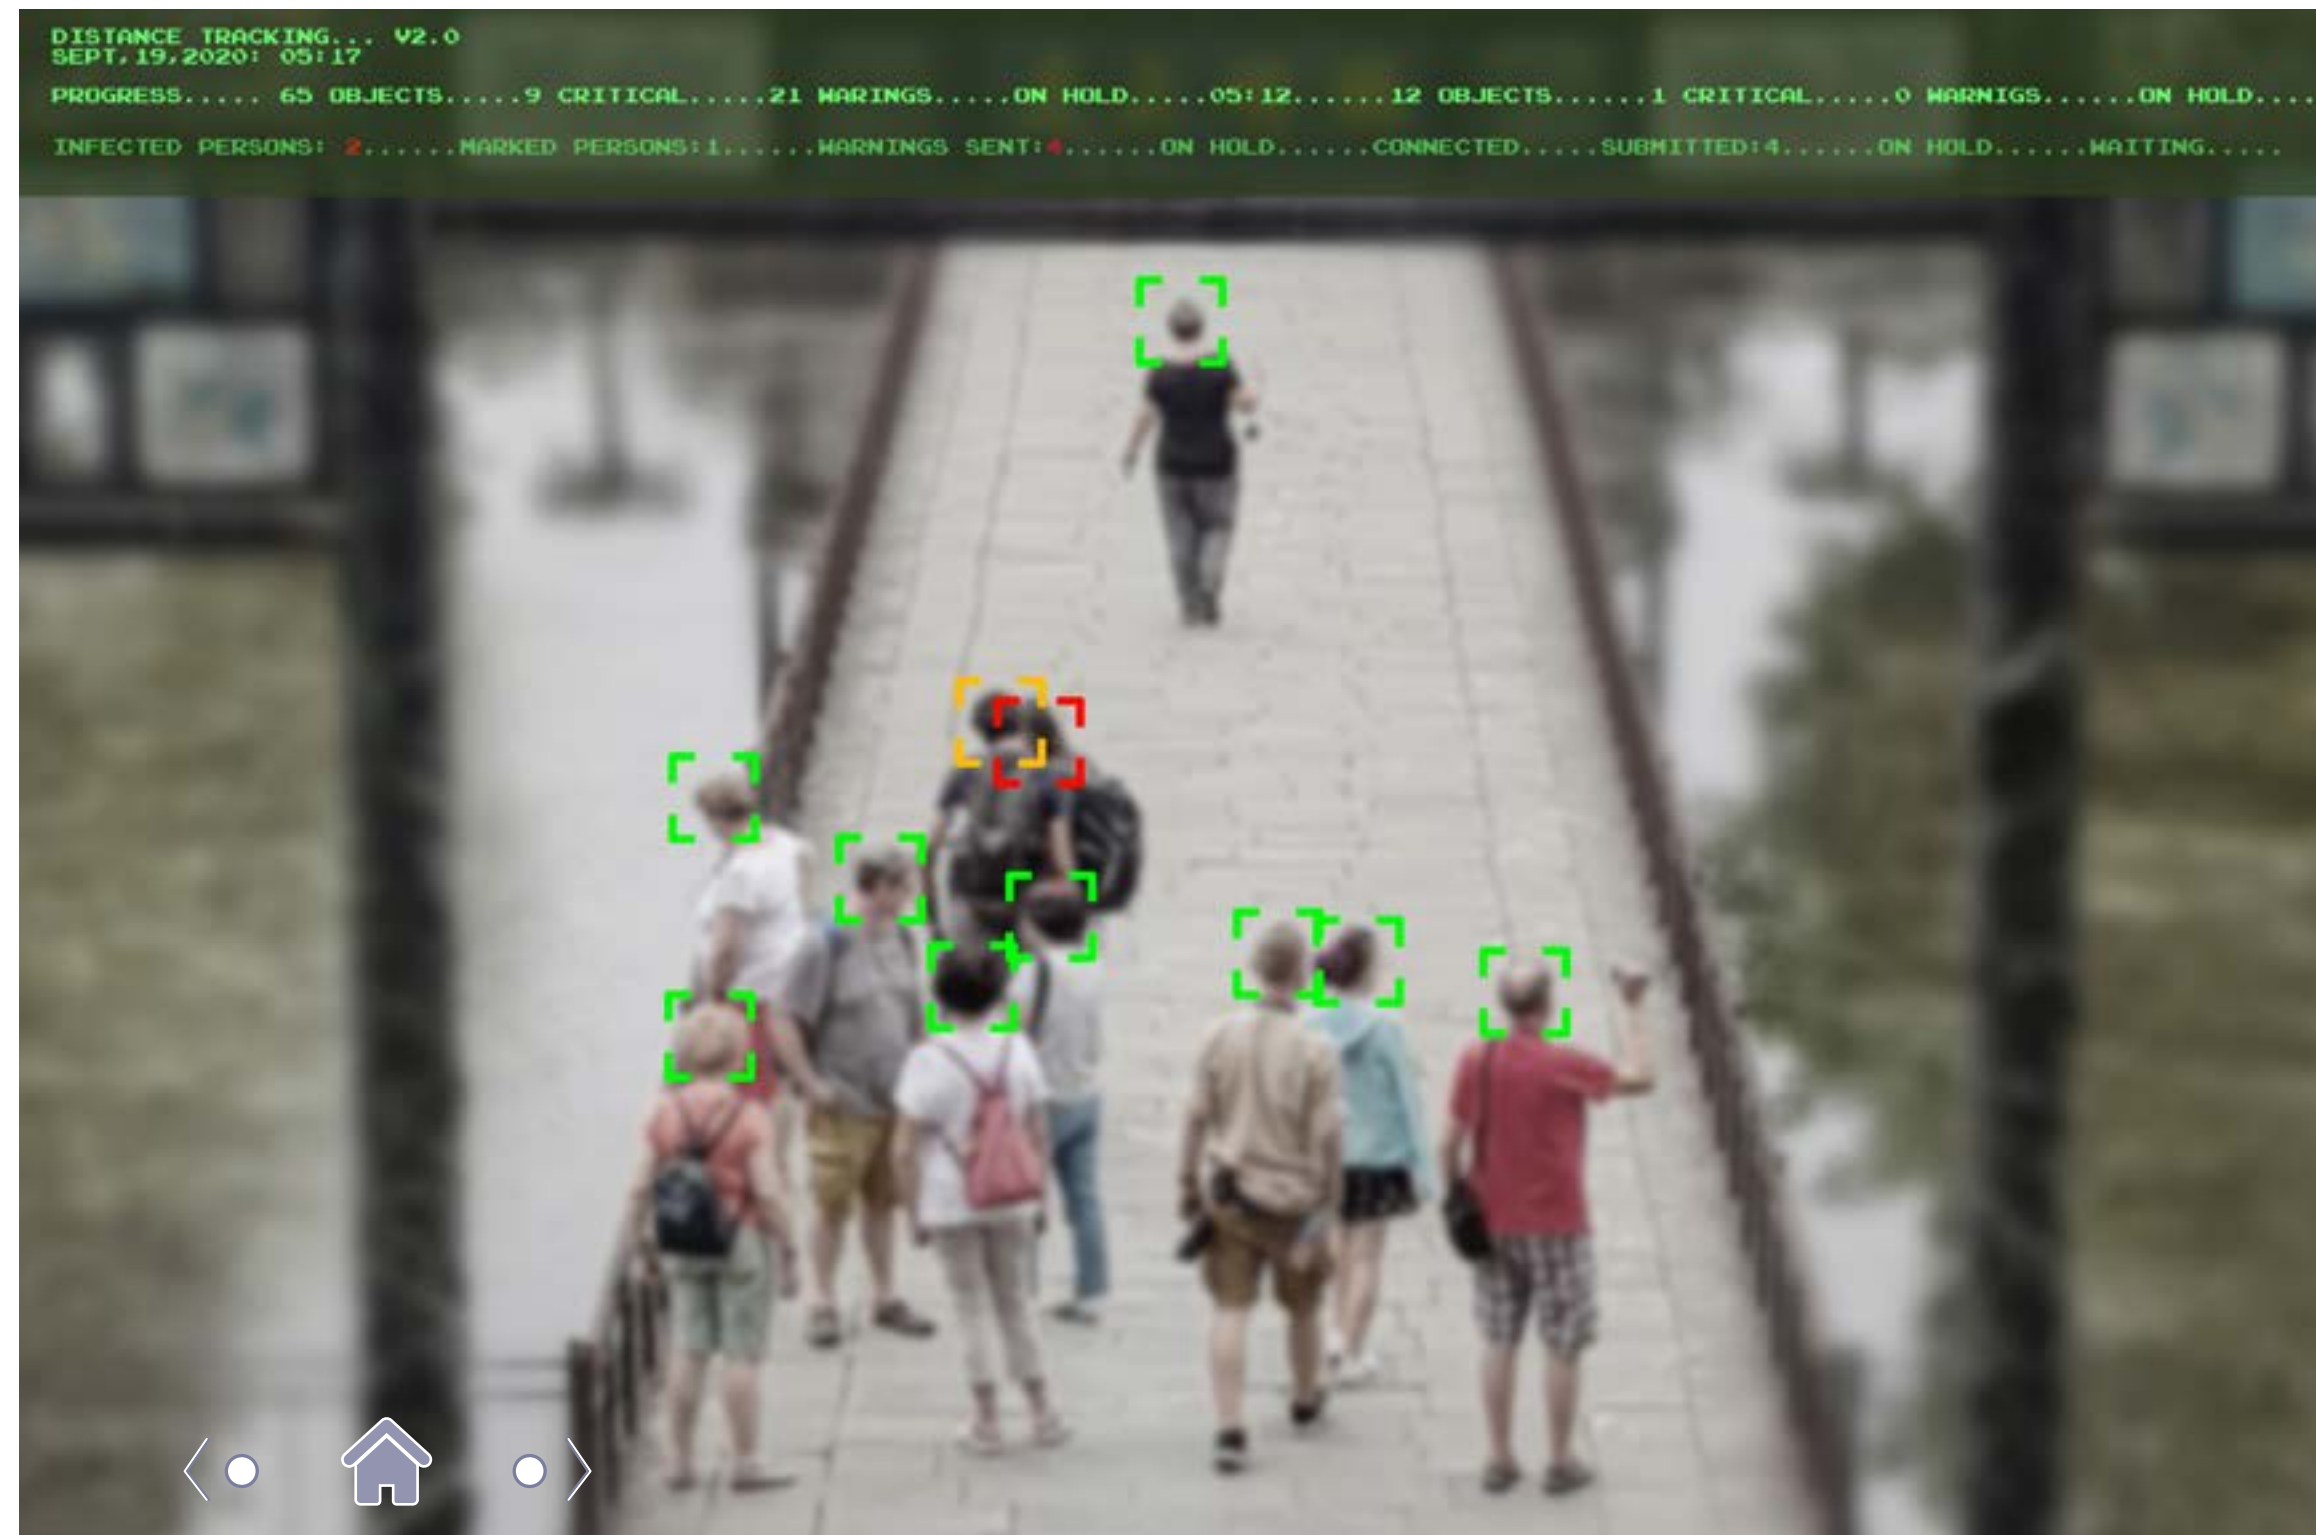 DISTANCE TRACKING... V2.0
SEPT.19,2020: 05:17
PROGRESS..... 65 OBJECTS.....9 CRITICAL.....21 WARINGS.....ON HOLD.....05:12......12 OBJECTS......1 CRITICAL.....0 WARNIGS......ON HOLD....
INFECTED PERSONS: 2......MARKED PERSONS:1......WARNINGS SENT:4......ON HOLD......CONNECTED.....SUBMITTED:4......ON HOLD......WAITING.....